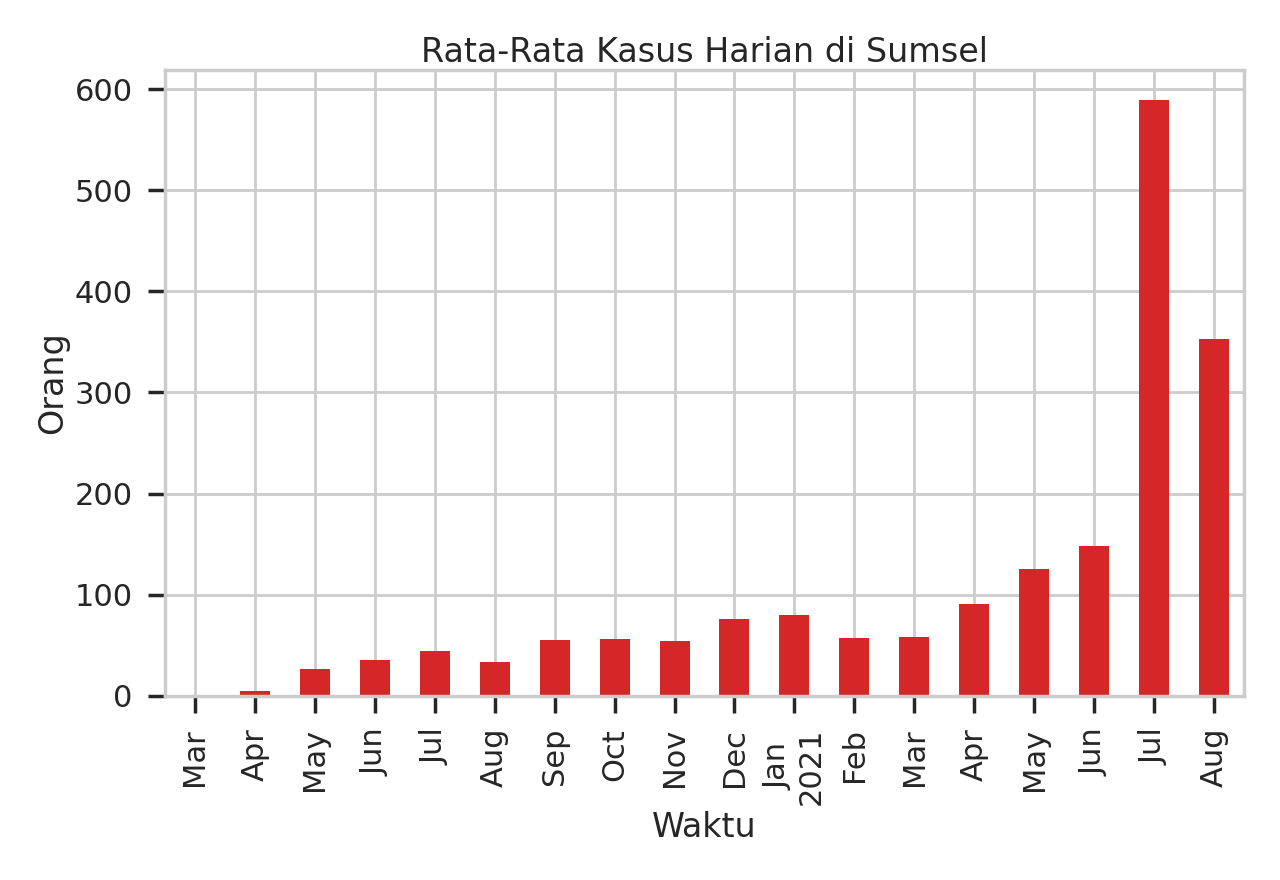 Rata-Rata Kasus Harian di Sumsel
600
500
400
300
200
100
0
Orang
Mar
Apr
May
Jun
Jul
Aug
Sep
Oct
Nov
Dec
Jan
2021
Feb
Mar
Apr
May
Jun
Jul
Aug
Waktu